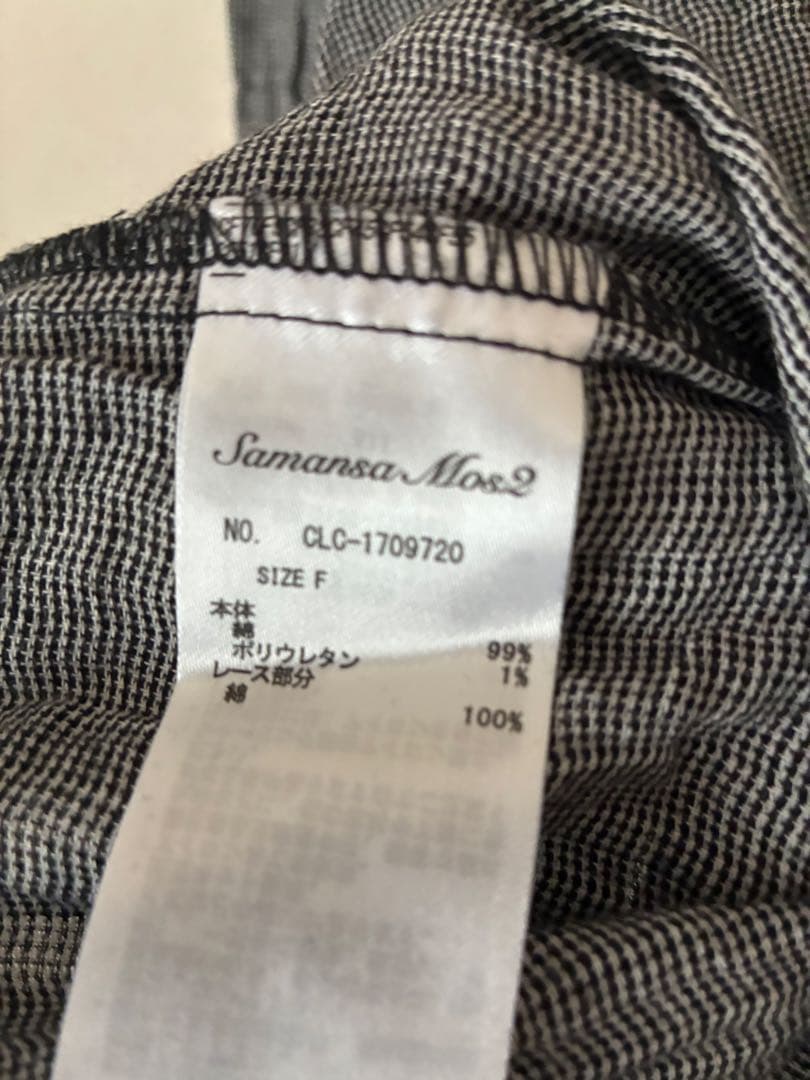 Samansa Mos2
NO. CLC-1709720
SIZE F
本体
綿 99%
ポリウレタン 1%
レース部分
綿 100%